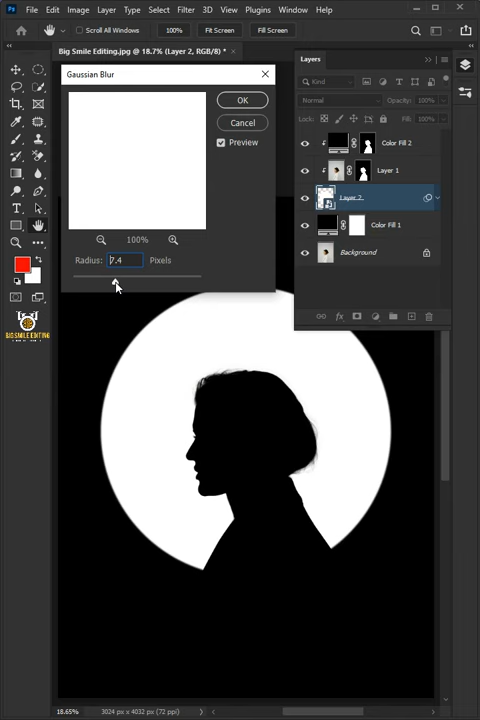 Ps File Edit Image Layer Type Select Filter 3D View Plugins Window Help
Scroll All Windows 100% Fit Screen Fill Screen
Big Smile Editing.jpg @ 18.7% (Layer 2, RGB/8) *
Gaussian Blur
OK
Cancel
Preview
100%
Radius: 7.4 Pixels
Layers
Kind
Normal Opacity: 100%
Lock: Fill: 100%
Color Fill 2
Layer 1
Layer 2
Color Fill 1
Background
fx
BIG SMILE EDITING
18.65% 3024 px x 4032 px (72 ppi)